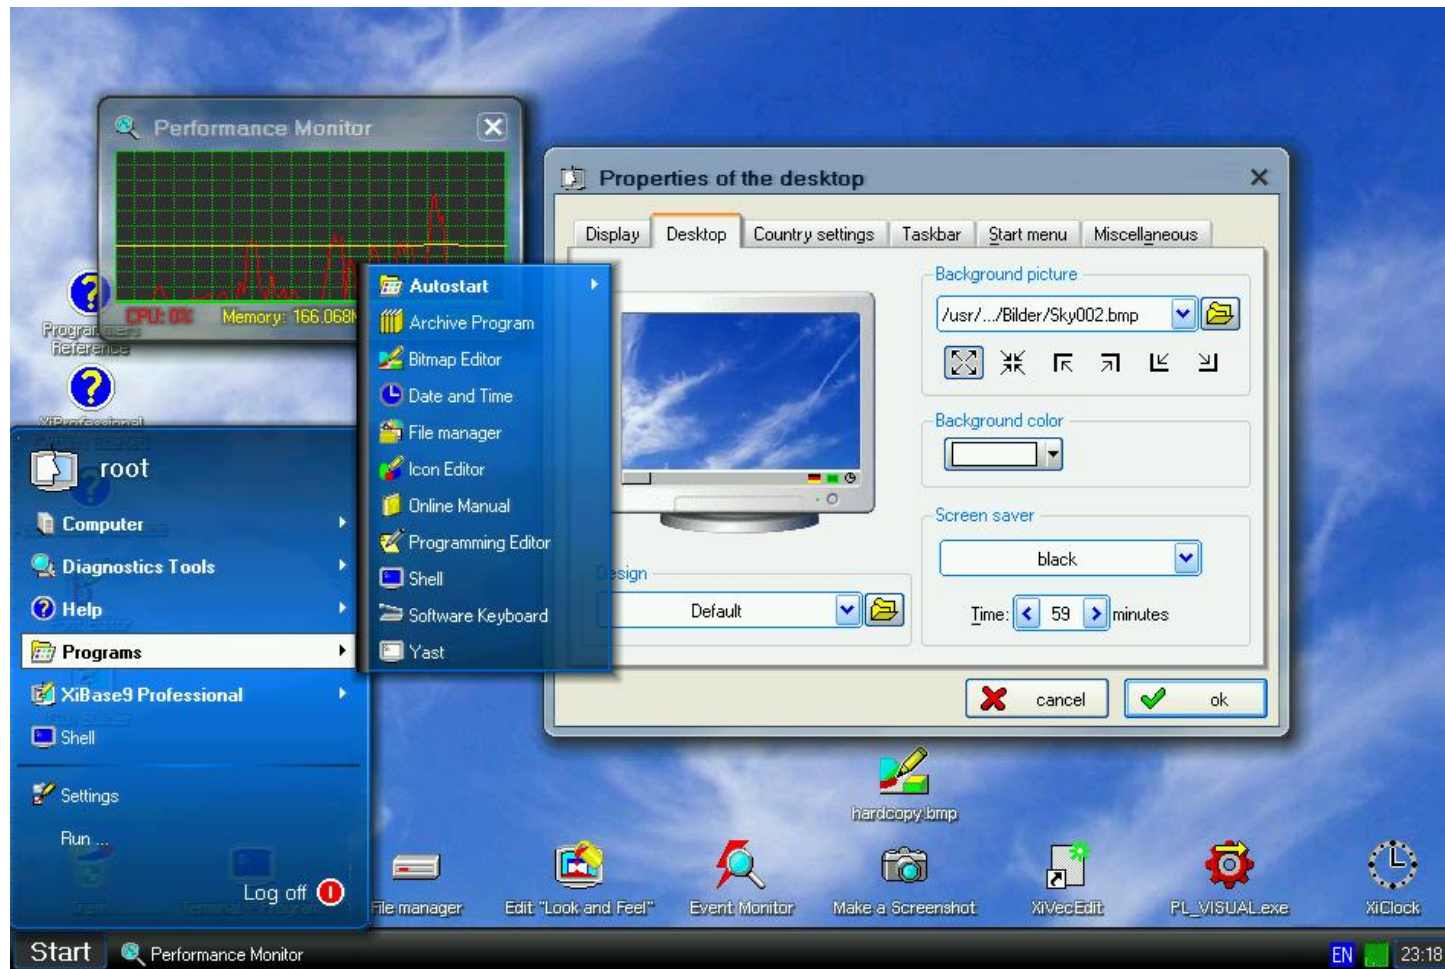 Performance Monitor
CPU: 0%
Memory: 166.068
Programmers
Reference
XiProfessional
Properties of the desktop
Display
Desktop
Country settings
Taskbar
Start menu
Miscellaneous
Background picture
/usr/.../Bilder/Sky002.bmp
Background color
Screen saver
black
Time:
59
minutes
Design
Default
cancel
ok
root
Computer
Diagnostics Tools
Help
Programs
XiBase9 Professional
Shell
Settings
Run ...
Log off
Autostart
Archive Program
Bitmap Editor
Date and Time
File manager
Icon Editor
Online Manual
Programming Editor
Shell
Software Keyboard
Yast
hardcopy.bmp
File manager
Edit "Look and Feel"
Event Monitor
Make a Screenshot
XiVecEdit
PL_VISUAL.exe
XiClock
Start
Performance Monitor
EN
23:18